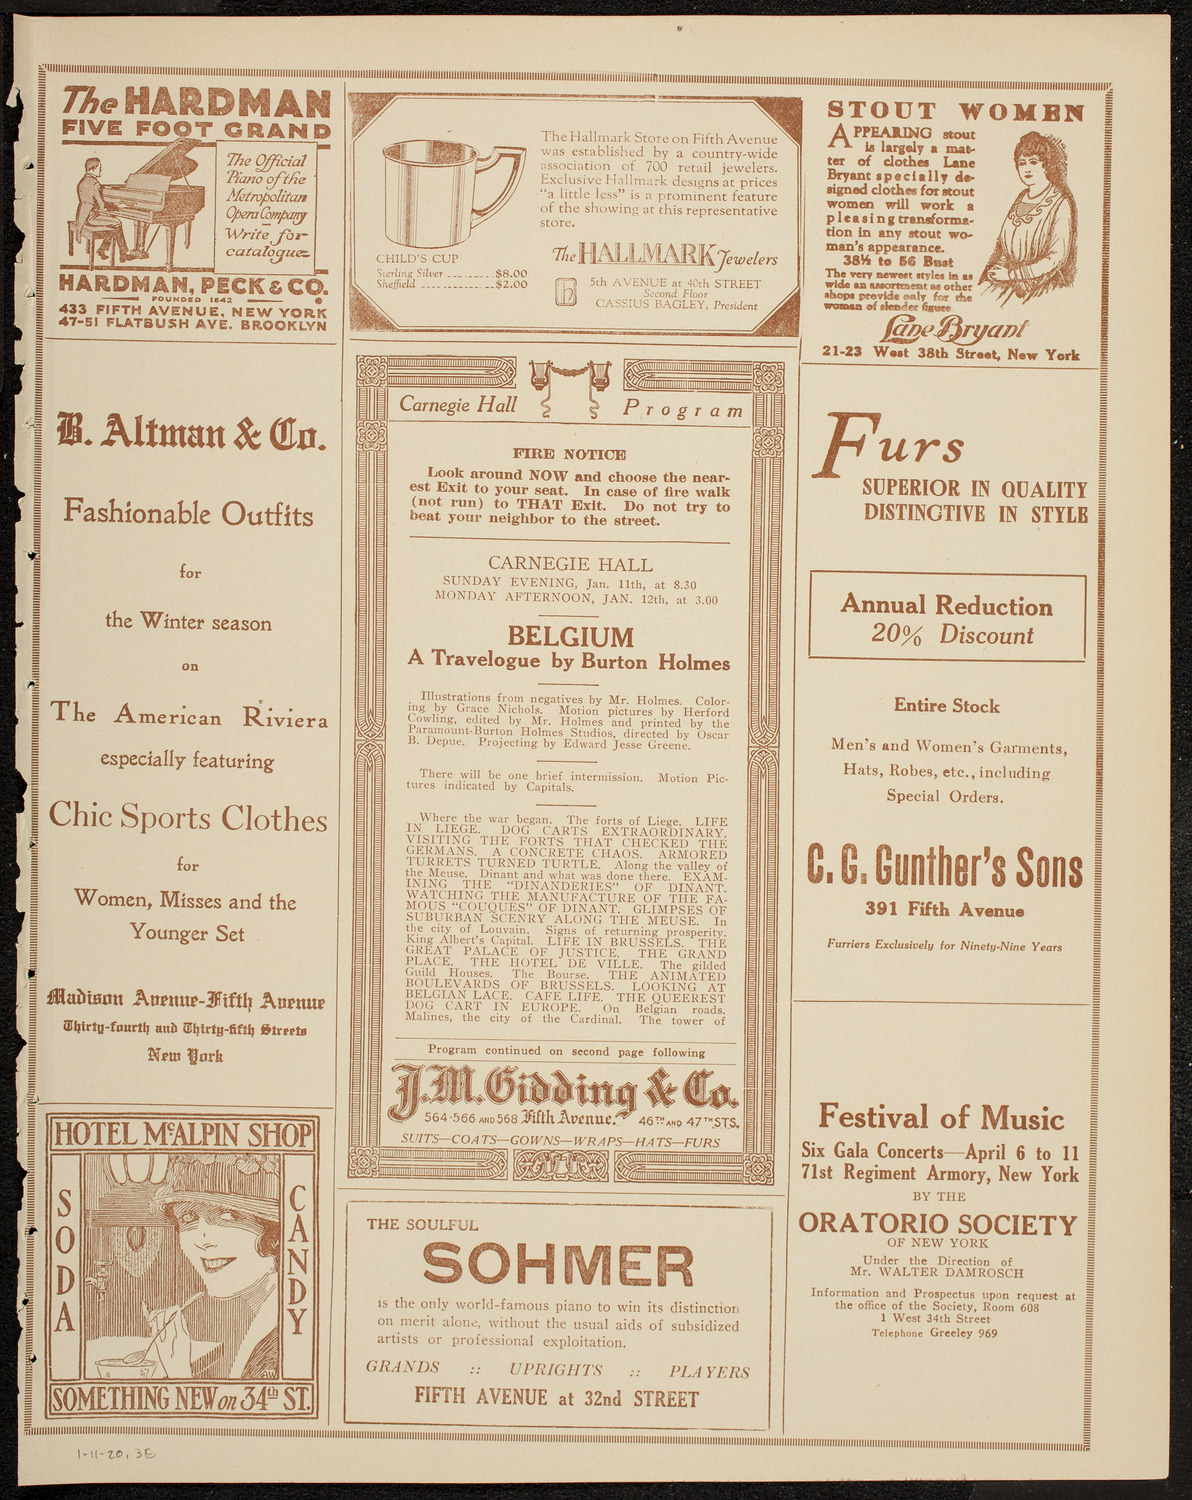 The HARDMAN
FIVE FOOT GRAND
The Official
Piano of the
Metropolitan
Opera Company
Write for
catalogue
HARDMAN, PECK & CO.
FOUNDED 1842
433 FIFTH AVENUE, NEW YORK
47-51 FLATBUSH AVE. BROOKLYN
B. Altman & Co.
Fashionable Outfits
for
the Winter season
on
The American Riviera
especially featuring
Chic Sports Clothes
for
Women, Misses and the
Younger Set
Madison Avenue-Fifth Avenue
Thirty-fourth and Thirty-fifth Streets
New York
HOTEL McALPIN SHOP
SODA
CANDY
AW
SOMETHING NEW on 34th ST.
The Hallmark Store on Fifth Avenue
was established by a country-wide
association of 700 retail jewelers.
Exclusive Hallmark designs at prices
"a little less" is a prominent feature
of the showing at this representative
store.
CHILD'S CUP
Sterling Silver ........... $8.00
Sheffield ................. $2.00
The HALLMARK Jewelers
5th AVENUE at 40th STREET
Second Floor
CASSIUS BAGLEY, President
Carnegie Hall Program
FIRE NOTICE
Look around NOW and choose the near-
est Exit to your seat. In case of fire walk
(not run) to THAT Exit. Do not try to
beat your neighbor to the street.
CARNEGIE HALL
SUNDAY EVENING, Jan. 11th, at 8.30
MONDAY AFTERNOON, JAN. 12th, at 3.00
BELGIUM
A Travelogue by Burton Holmes
Illustrations from negatives by Mr. Holmes. Color-
ing by Grace Nichols. Motion pictures by Herford
Cowling, edited by Mr. Holmes and printed by the
Paramount-Burton Holmes Studios, directed by Oscar
B. Depue. Projecting by Edward Jesse Greene.
There will be one brief intermission. Motion Pic-
tures indicated by Capitals.
Where the war began. The forts of Liege. LIFE
IN LIEGE. DOG CARTS EXTRAORDINARY.
VISITING THE FORTS THAT CHECKED THE
GERMANS. A CONCRETE CHAOS. ARMORED
TURRETS TURNED TURTLE. Along the valley of
the Meuse. Dinant and what was done there. EXAM-
INING THE "DINANDERIES" OF DINANT.
WATCHING THE MANUFACTURE OF THE FA-
MOUS "COUQUES" OF DINANT. GLIMPSES OF
SUBURBAN SCENRY ALONG THE MEUSE. In
the city of Louvain. Signs of returning prosperity.
King Albert's Capital. LIFE IN BRUSSELS. THE
GREAT PALACE OF JUSTICE. THE GRAND
PLACE. THE HOTEL DE VILLE. The gilded
Guild Houses. The Bourse. THE ANIMATED
BOULEVARDS OF BRUSSELS. LOOKING AT
BELGIAN LACE. CAFE LIFE. THE QUEEREST
DOG CART IN EUROPE. On Belgian roads.
Malines, the city of the Cardinal. The tower of
Program continued on second page following
J. M. Gidding & Co.
564-566 AND 568 Fifth Avenue. 46TH AND 47TH STS.
SUITS—COATS—GOWNS—WRAPS—HATS—FURS
THE SOULFUL
SOHMER
is the only world-famous piano to win its distinction
on merit alone, without the usual aids of subsidized
artists or professional exploitation.
GRANDS :: UPRIGHTS :: PLAYERS
FIFTH AVENUE at 32nd STREET
STOUT WOMEN
APPEARING stout
is largely a mat-
ter of clothes Lane
Bryant specially de-
signed clothes for stout
women will work a
pleasing transforma-
tion in any stout wo-
man's appearance.
38½ to 56 Bust
The very newest styles in as
wide an assortment as other
shops provide only for the
woman of slender figure
Lane Bryant
21-23 West 38th Street, New York
Furs
SUPERIOR IN QUALITY
DISTINCTIVE IN STYLE
Annual Reduction
20% Discount
Entire Stock
Men's and Women's Garments,
Hats, Robes, etc., including
Special Orders.
C. G. Gunther's Sons
391 Fifth Avenue
Furriers Exclusively for Ninety-Nine Years
Festival of Music
Six Gala Concerts—April 6 to 11
71st Regiment Armory, New York
BY THE
ORATORIO SOCIETY
OF NEW YORK
Under the Direction of
Mr. WALTER DAMROSCH
Information and Prospectus upon request at
the office of the Society, Room 608
1 West 34th Street
Telephone Greeley 969
1-11-20, 3E